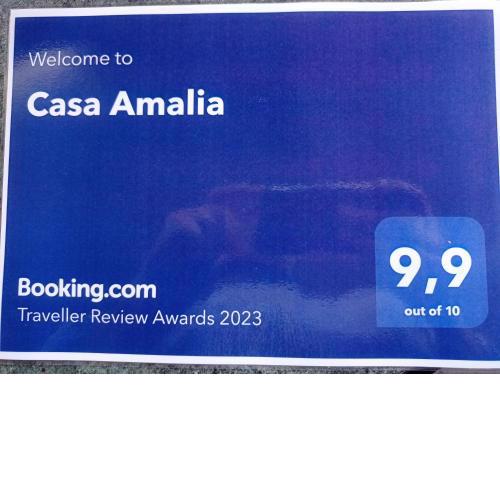 Welcome to
Casa Amalia
Booking.com
Traveller Review Awards 2023
9,9
out of 10